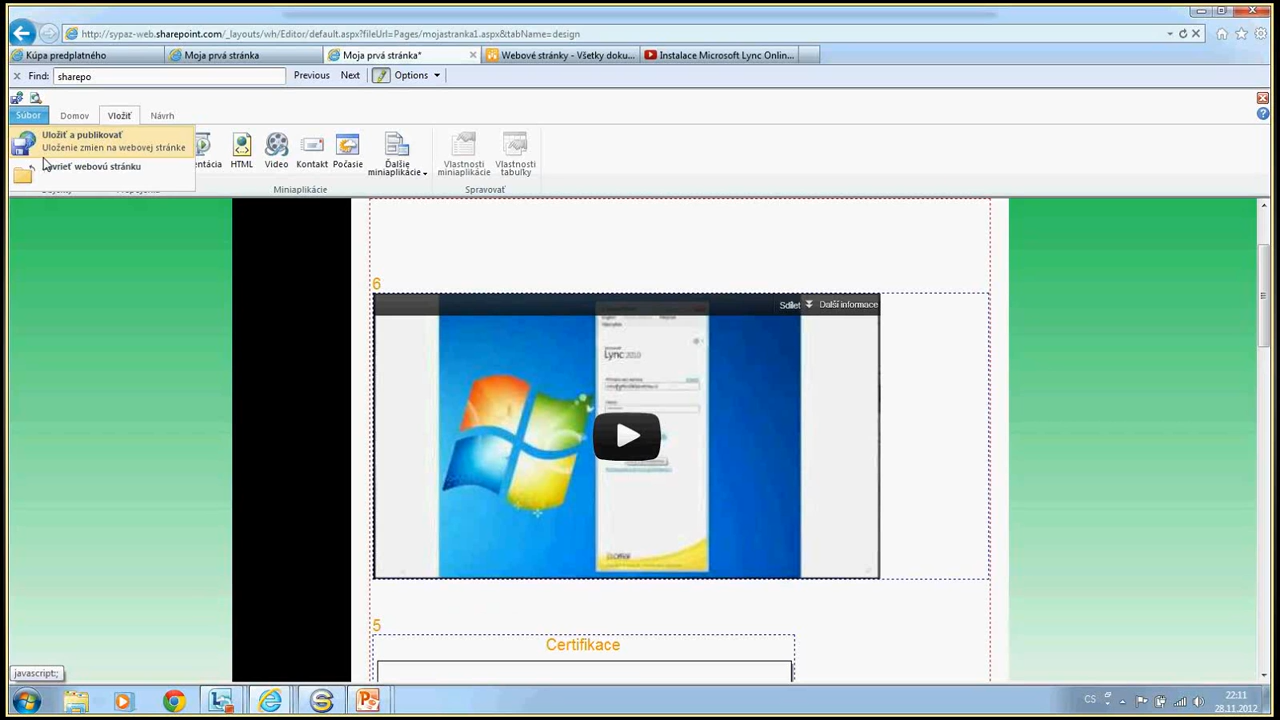 http://sypaz-web.sharepoint.com/_layouts/wh/Editor/default.aspx?fileUrl=Pages/mojastranka1.aspx&tabName=design
Kúpa predplatného
Moja prvá stránka
Moja prvá stránka*
Webové stránky - Všetky doku...
Instalace Microsoft Lync Onlin...
Find:
sharepo
Previous
Next
Options
Súbor
Domov
Vložiť
Návrh
Uložiť a publikovať
Uloženie zmien na webovej stránke
webovú stránku
HTML
Video
Kontakt
Počasie
Ďalšie
miniaplikácie
Vlastnosti
miniaplikácie
Vlastnosti
tabuľky
Miniaplikácie
Spravovať
6
Sdílet
Další informace
Microsoft
Lync 2010
5
Certifikace
javascript:;
CS
22:11
28.11.2012